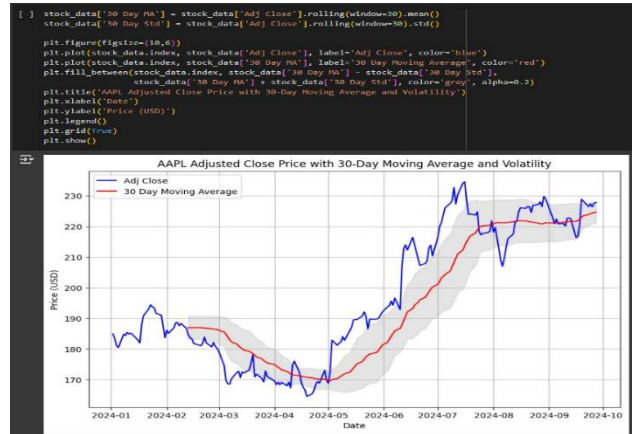 [ ] stock_data['30 Day MA'] = stock_data['Adj Close'].rolling(window=30).mean()
stock_data['30 Day Std'] = stock_data['Adj Close'].rolling(window=30).std()
plt.figure(figsize=(10,6))
plt.plot(stock_data.index, stock_data['Adj Close'], label='Adj Close', color='blue')
plt.plot(stock_data.index, stock_data['30 Day MA'], label='30 Day Moving Average', color='red')
plt.fill_between(stock_data.index, stock_data['30 Day MA'] - stock_data['30 Day Std'],
stock_data['30 Day MA'] + stock_data['30 Day Std'], color='gray', alpha=0.2)
plt.title('AAPL Adjusted Close Price with 30-Day Moving Average and Volatility')
plt.xlabel('Date')
plt.ylabel('Price (USD)')
plt.legend()
plt.grid(True)
plt.show()
AAPL Adjusted Close Price with 30-Day Moving Average and Volatility
Adj Close
30 Day Moving Average
Price (USD)
230
220
210
200
190
180
170
2024-01 2024-02 2024-03 2024-04 2024-05 2024-06 2024-07 2024-08 2024-09 2024-10
Date